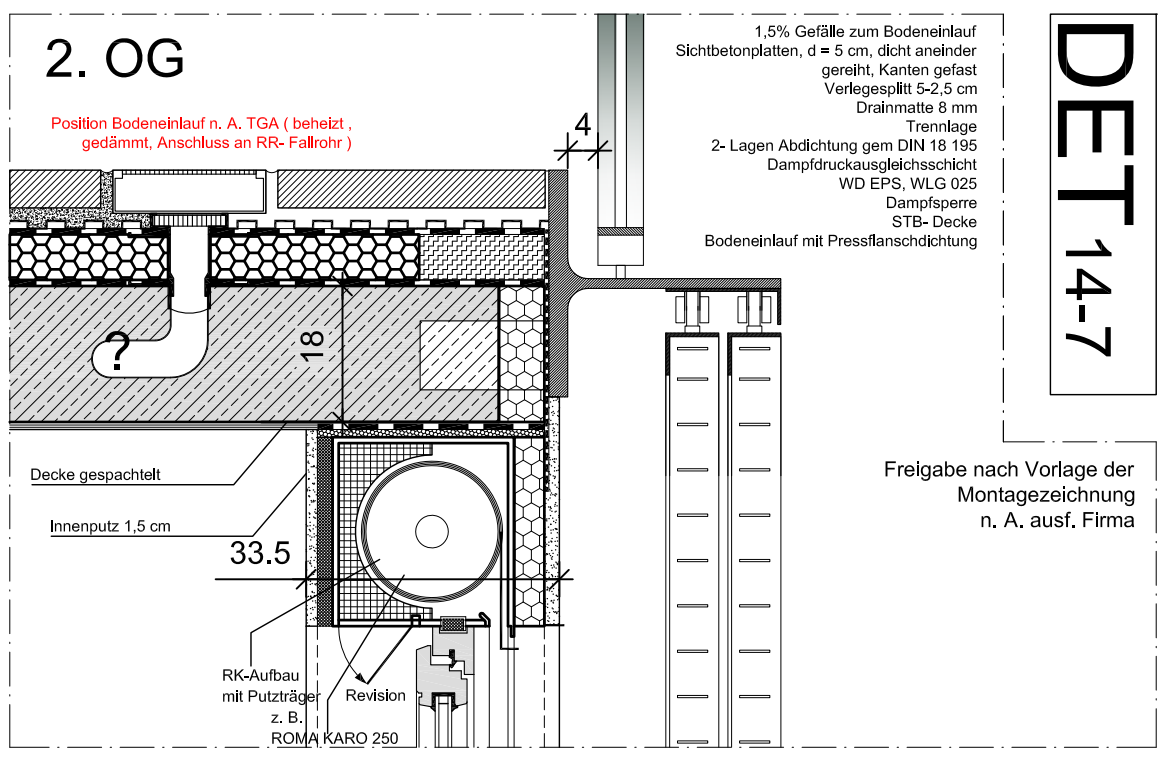 2. OG
Position Bodeneinlauf n. A. TGA ( beheizt ,
gedämmt, Anschluss an RR- Fallrohr )
4
1,5% Gefälle zum Bodeneinlauf
Sichtbetonplatten, d = 5 cm, dicht aneinder
gereiht, Kanten gefast
Verlegesplitt 5-2,5 cm
Drainmatte 8 mm
Trennlage
2- Lagen Abdichtung gem DIN 18 195
Dampfdruckausgleichsschicht
WD EPS, WLG 025
Dampfsperre
STB- Decke
Bodeneinlauf mit Pressflanschdichtung
DET 14-7
?
18
Decke gespachtelt
Innenputz 1,5 cm
33.5
Freigabe nach Vorlage der
Montagezeichnung
n. A. ausf. Firma
RK-Aufbau
mit Putzträger
z. B.
ROMA KARO 250
Revision